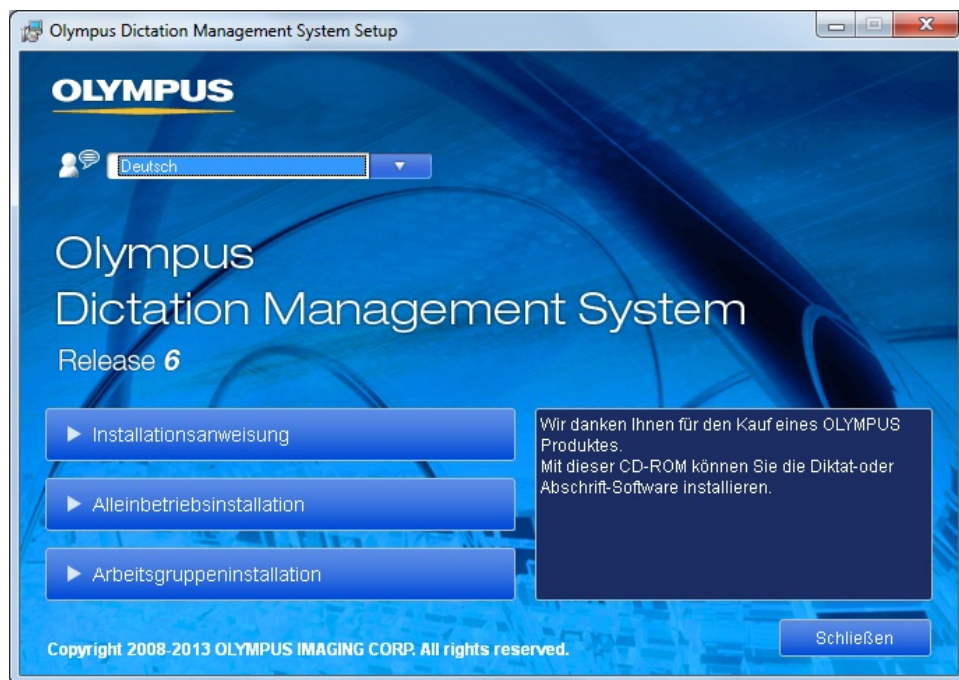 Olympus Dictation Management System Setup
OLYMPUS
Deutsch
Olympus
Dictation Management System
Release 6
Installationsanweisung
Alleinbetriebsinstallation
Arbeitsgruppeninstallation
Wir danken Ihnen für den Kauf eines OLYMPUS
Produktes.
Mit dieser CD-ROM können Sie die Diktat-oder
Abschrift-Software installieren.
Copyright 2008-2013 OLYMPUS IMAGING CORP. All rights reserved.
Schließen